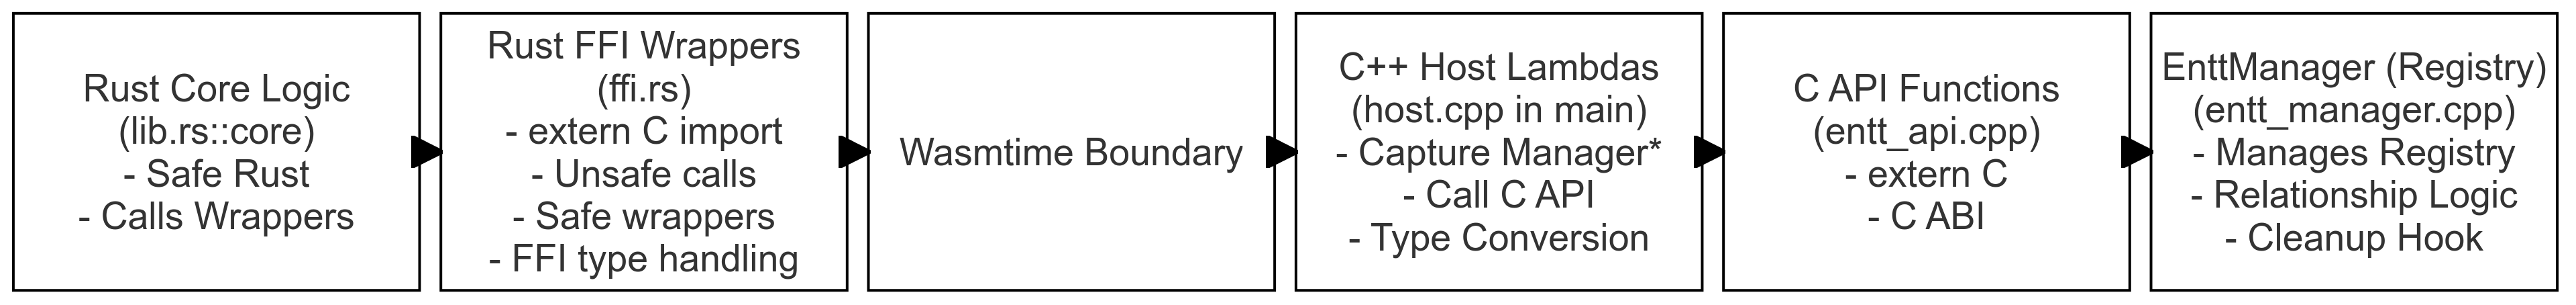 Rust Core Logic
(lib.rs::core)
- Safe Rust
- Calls Wrappers
Rust FFI Wrappers
(ffi.rs)
- extern C import
- Unsafe calls
- Safe wrappers
- FFI type handling
Wasmtime Boundary
C++ Host Lambdas
(host.cpp in main)
- Capture Manager*
- Call C API
- Type Conversion
C API Functions
(entt_api.cpp)
- extern C
- C ABI
EnttManager (Registry)
(entt_manager.cpp)
- Manages Registry
- Relationship Logic
- Cleanup Hook